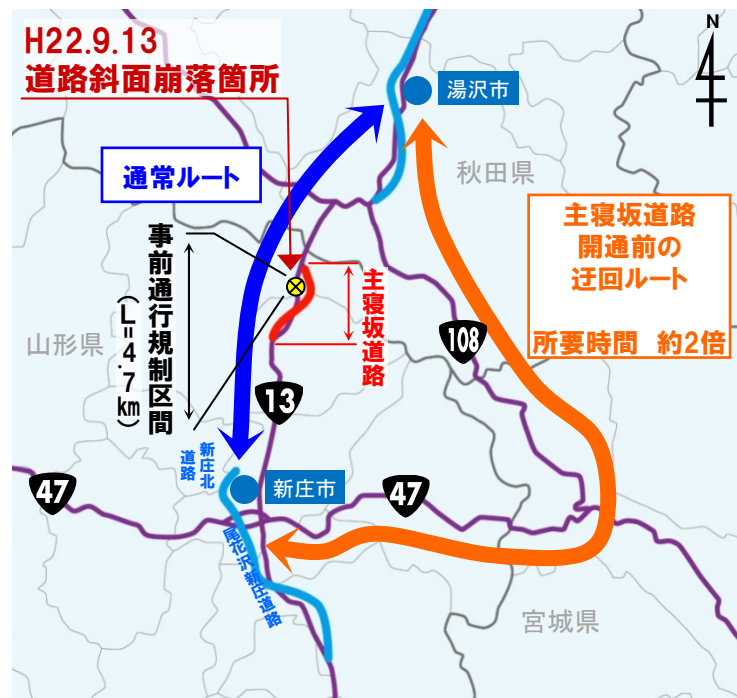 H22.9.13
道路斜面崩落箇所
N
湯沢市
秋田県
通常ルート
主寝坂道路
開通前の
迂回ルート
所要時間 約2倍
事前通行規制区間
(L=4.7km)
主寝坂道路
山形県
108
13
新庄北
道路
47
新庄市
47
尾花沢新庄道路
宮城県